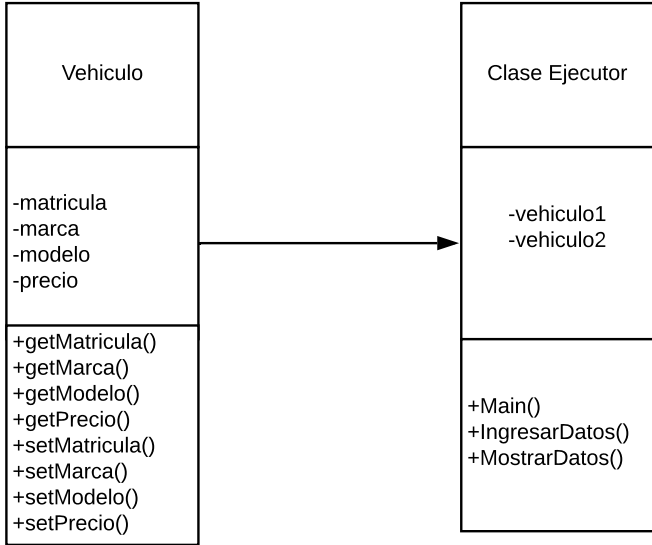 Vehiculo
-matricula
-marca
-modelo
-precio
+getMatricula()
+getMarca()
+getModelo()
+getPrecio()
+setMatricula()
+setMarca()
+setModelo()
+setPrecio()
Clase Ejecutor
-vehiculo1
-vehiculo2
+Main()
+IngresarDatos()
+MostrarDatos()